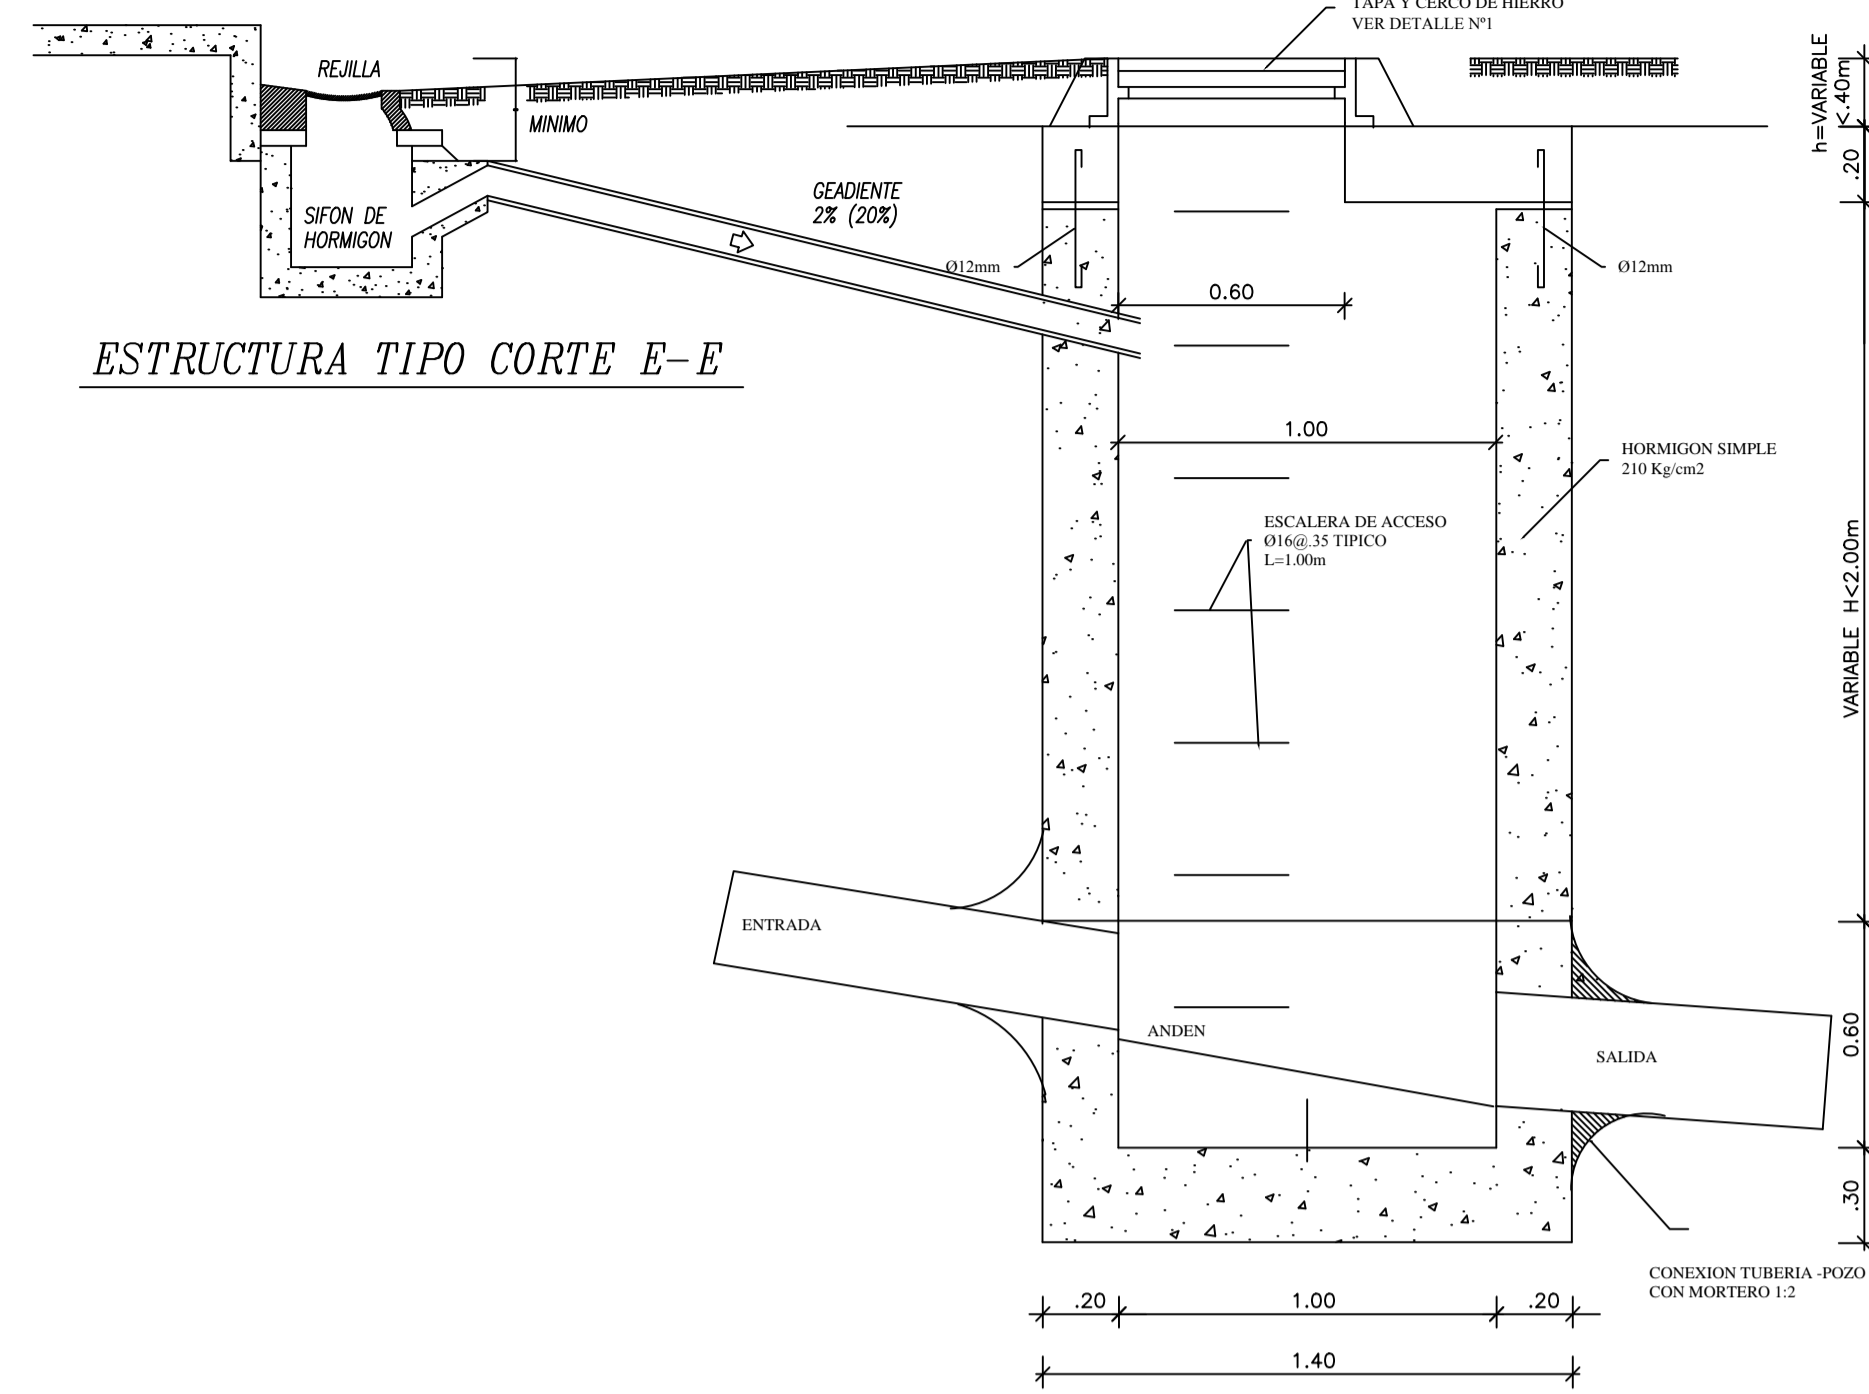 TAPA Y CERCO DE HIERRO
VER DETALLE Nº1
REJILLA
MINIMO
SIFON DE
HORMIGON
GEADIENTE
2% (20%)
ESTRUCTURA TIPO CORTE E-E
h=VARIABLE
<.40m
.20
Ø12mm
Ø12mm
0.60
1.00
HORMIGON SIMPLE
210 Kg/cm2
ESCALERA DE ACCESO
Ø16@.35 TIPICO
L=1.00m
VARIABLE H<2.00m
ENTRADA
ANDEN
SALIDA
0.60
.30
CONEXION TUBERIA -POZO
CON MORTERO 1:2
.20
1.00
.20
1.40